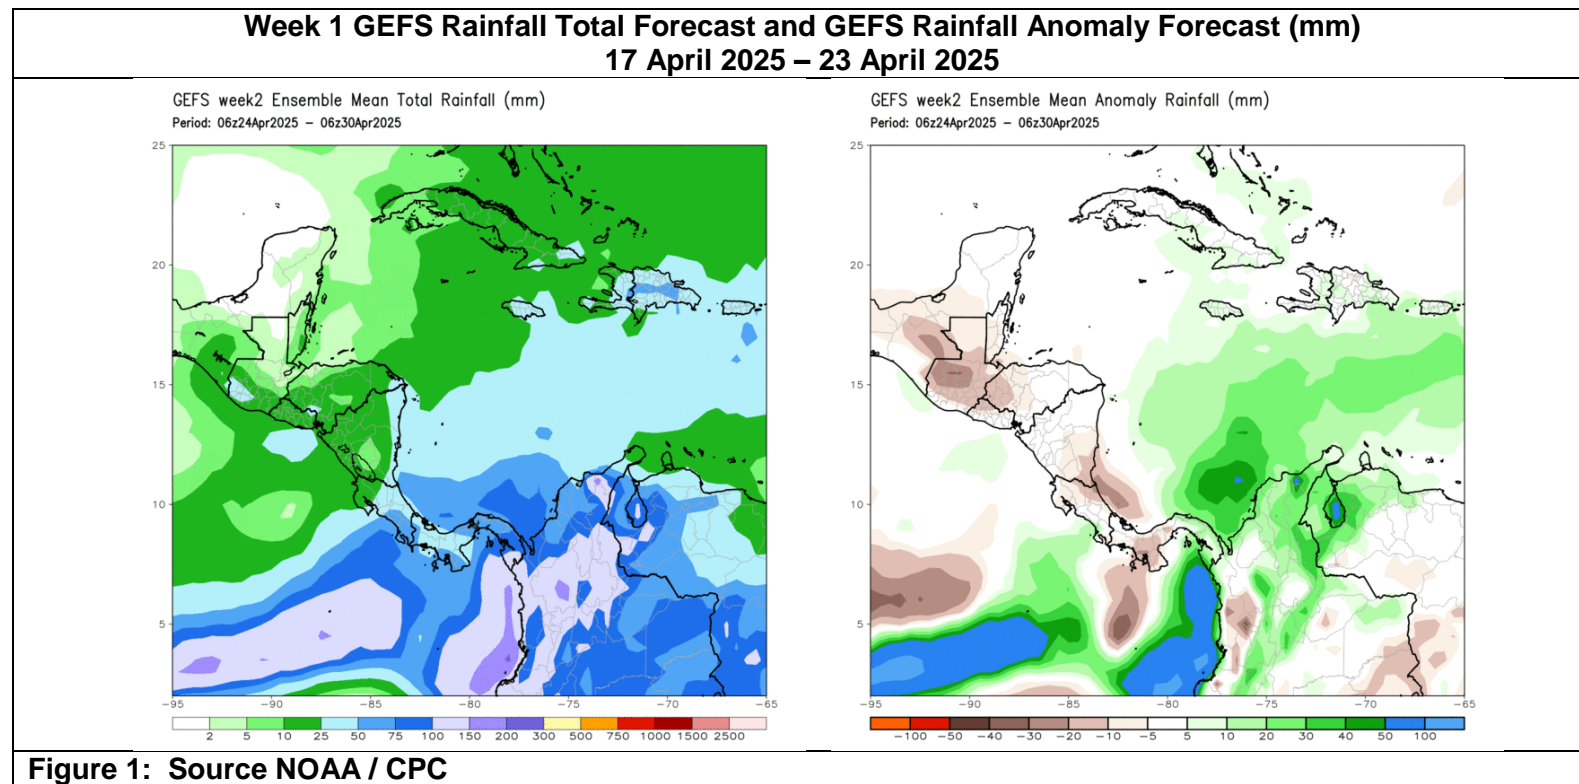 Week 1 GEFS Rainfall Total Forecast and GEFS Rainfall Anomaly Forecast (mm)
17 April 2025 – 23 April 2025
GEFS week2 Ensemble Mean Total Rainfall (mm)
Period: 06z24Apr2025 – 06z30Apr2025
25
20
15
10
5
-95 -90 -85 -80 -75 -70 -65
2 5 10 25 50 75 100 150 200 300 500 750 1000 1500 2500
GEFS week2 Ensemble Mean Anomaly Rainfall (mm)
Period: 06z24Apr2025 – 06z30Apr2025
25
20
15
10
5
-95 -90 -85 -80 -75 -70 -65
-100 -50 -40 -30 -20 -10 -5 5 10 20 30 40 50 100
Figure 1: Source NOAA / CPC